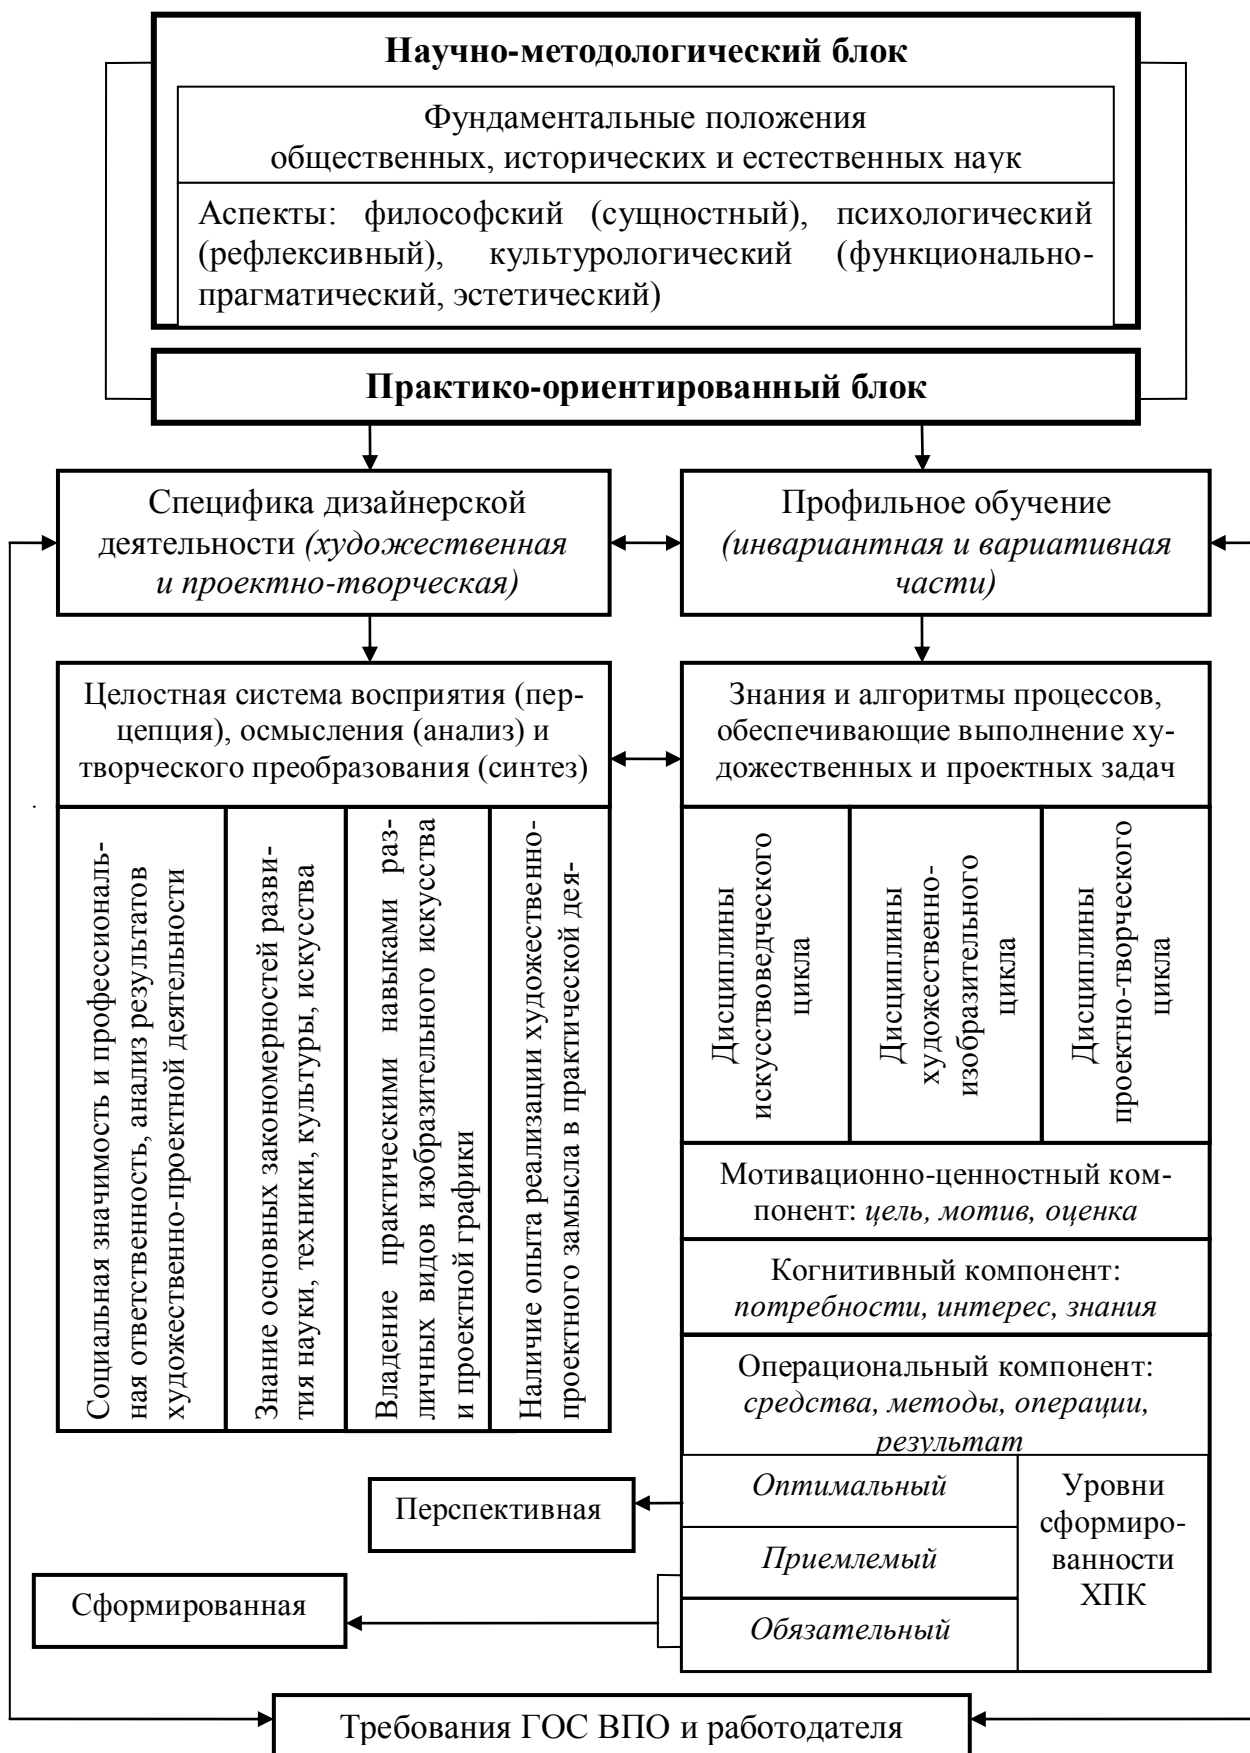 Научно-методологический блок
Фундаментальные положения
общественных, исторических и естественных наук
Аспекты: философский (сущностный), психологический
(рефлексивный), культурологический (функционально-
прагматический, эстетический)
Практико-ориентированный блок
Специфика дизайнерской
деятельности (художественная
и проектно-творческая)
Профильное обучение
(инвариантная и вариативная
части)
Целостная система восприятия (пер-
цепция), осмысления (анализ) и
творческого преобразования (синтез)
Знания и алгоритмы процессов,
обеспечивающие выполнение ху-
дожественных и проектных задач
Социальная значимость и профессиональ-
ная ответственность, анализ результатов
художественно-проектной деятельности
Знание основных закономерностей разви-
тия науки, техники, культуры, искусства
Владение практическими навыками раз-
личных видов изобразительного искусства
и проектной графики
Наличие опыта реализации художественно-
проектного замысла в практической дея-
Дисциплины
искусствоведческого
цикла
Дисциплины
художественно-
изобразительного
цикла
Дисциплины
проектно-творческого
цикла
Мотивационно-ценностный ком-
понент: цель, мотив, оценка
Когнитивный компонент:
потребности, интерес, знания
Операциональный компонент:
средства, методы, операции,
результат
Оптимальный
Приемлемый
Обязательный
Уровни
сформиро-
ванности
ХПК
Перспективная
Сформированная
Требования ГОС ВПО и работодателя